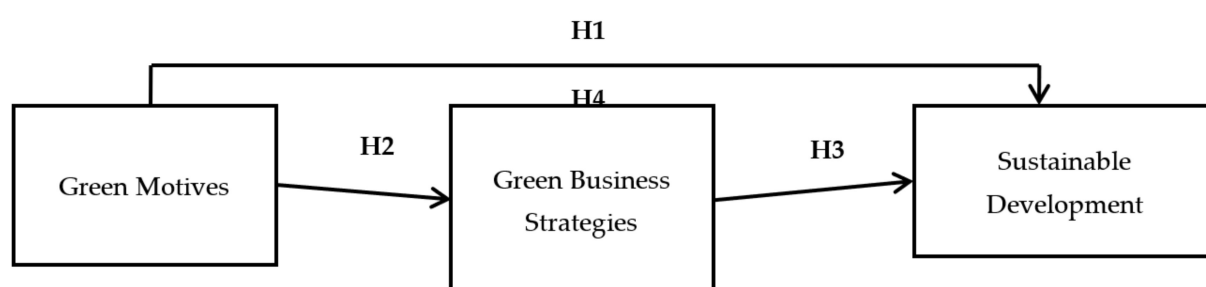 H1
H4
H2
H3
Green Motives
Green Business
Strategies
Sustainable
Development